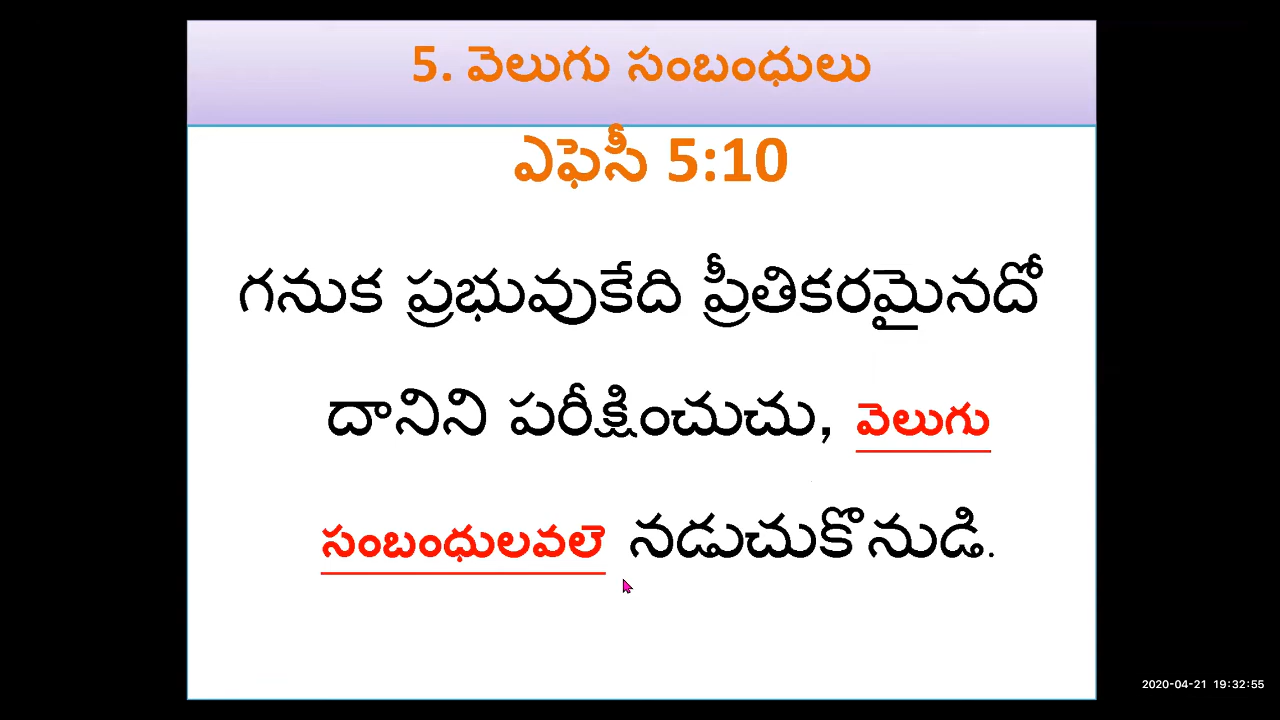 5. వెలుగు సంబంధులు
ఎఫెసీ 5:10
గనుక ప్రభువుకేది ప్రీతికరమైనదో
దానిని పరీక్షించుచు, వెలుగు
సంబంధులవలె నడుచుకొనుడి.
2020-04-21 19:32:55